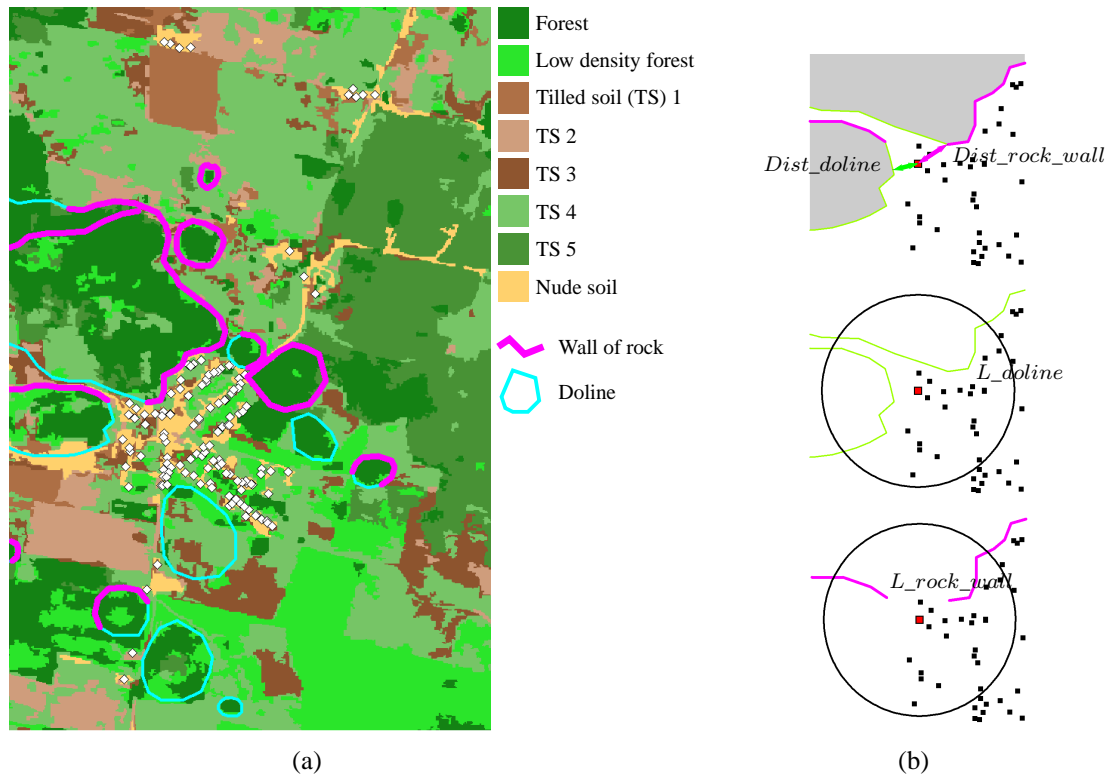 Forest
Low density forest
Tilled soil (TS) 1
TS 2
TS 3
TS 4
TS 5
Nude soil
Wall of rock
Doline
(a)
Dist_doline
Dist_rock_wall
L_doline
L_rock_wall
(b)